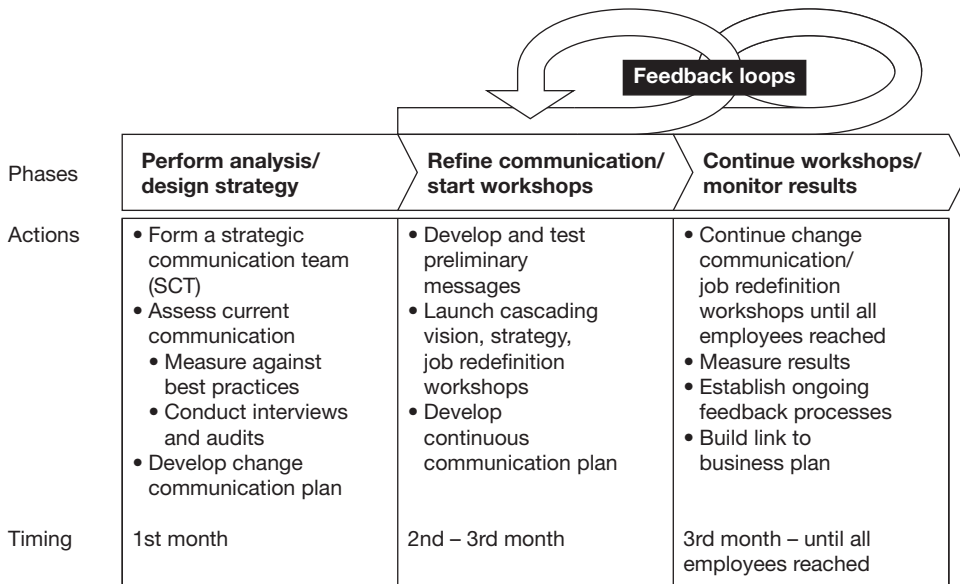 Feedback loops
Phases
Perform analysis/
design strategy
Refine communication/
start workshops
Continue workshops/
monitor results
Actions
• Form a strategic
communication team
(SCT)
• Assess current
communication
• Measure against
best practices
• Conduct interviews
and audits
• Develop change
communication plan
• Develop and test
preliminary
messages
• Launch cascading
vision, strategy,
job redefinition
workshops
• Develop
continuous
communication plan
• Continue change
communication/
job redefinition
workshops until all
employees reached
• Measure results
• Establish ongoing
feedback processes
• Build link to
business plan
Timing
1st month
2nd – 3rd month
3rd month – until all
employees reached